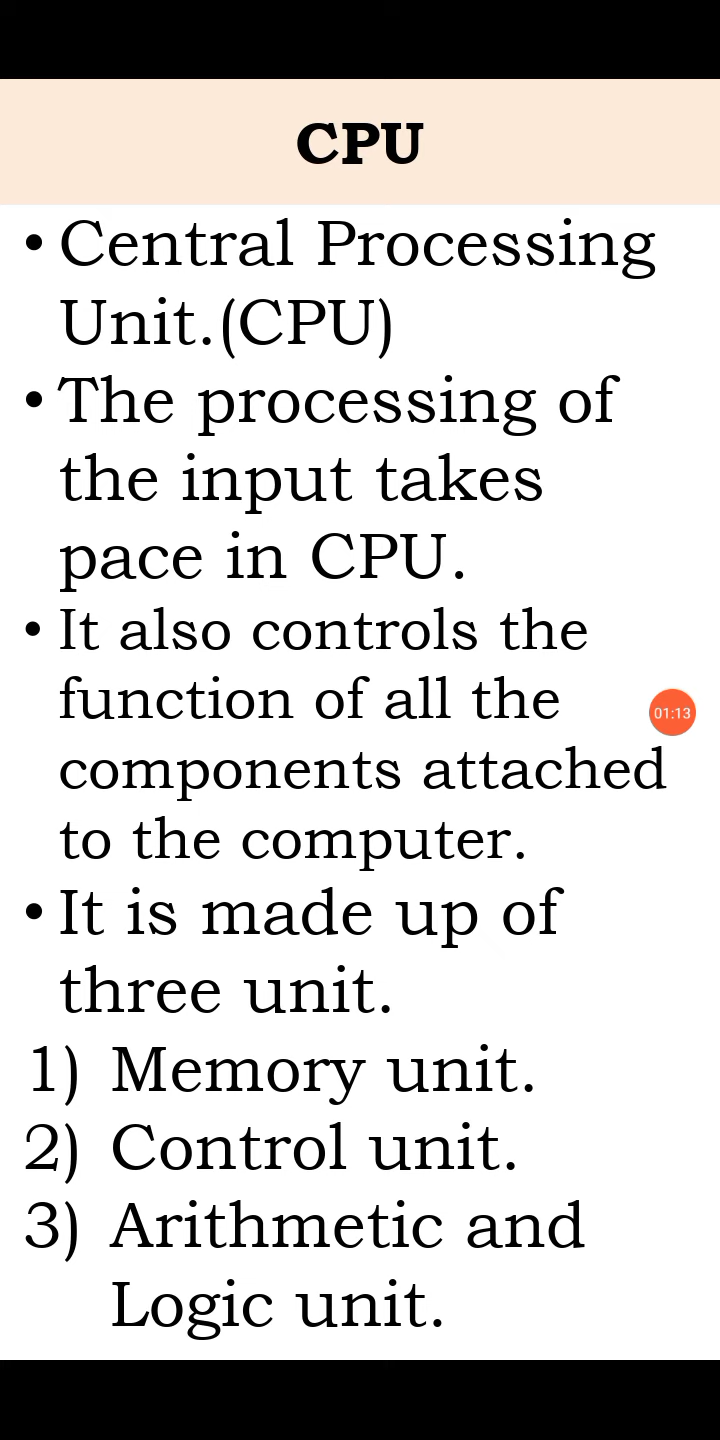 CPU
• Central Processing
Unit.(CPU)
• The processing of
the input takes
pace in CPU.
• It also controls the
function of all the
01:13
components attached
to the computer.
• It is made up of
three unit.
1) Memory unit.
2) Control unit.
3) Arithmetic and
Logic unit.